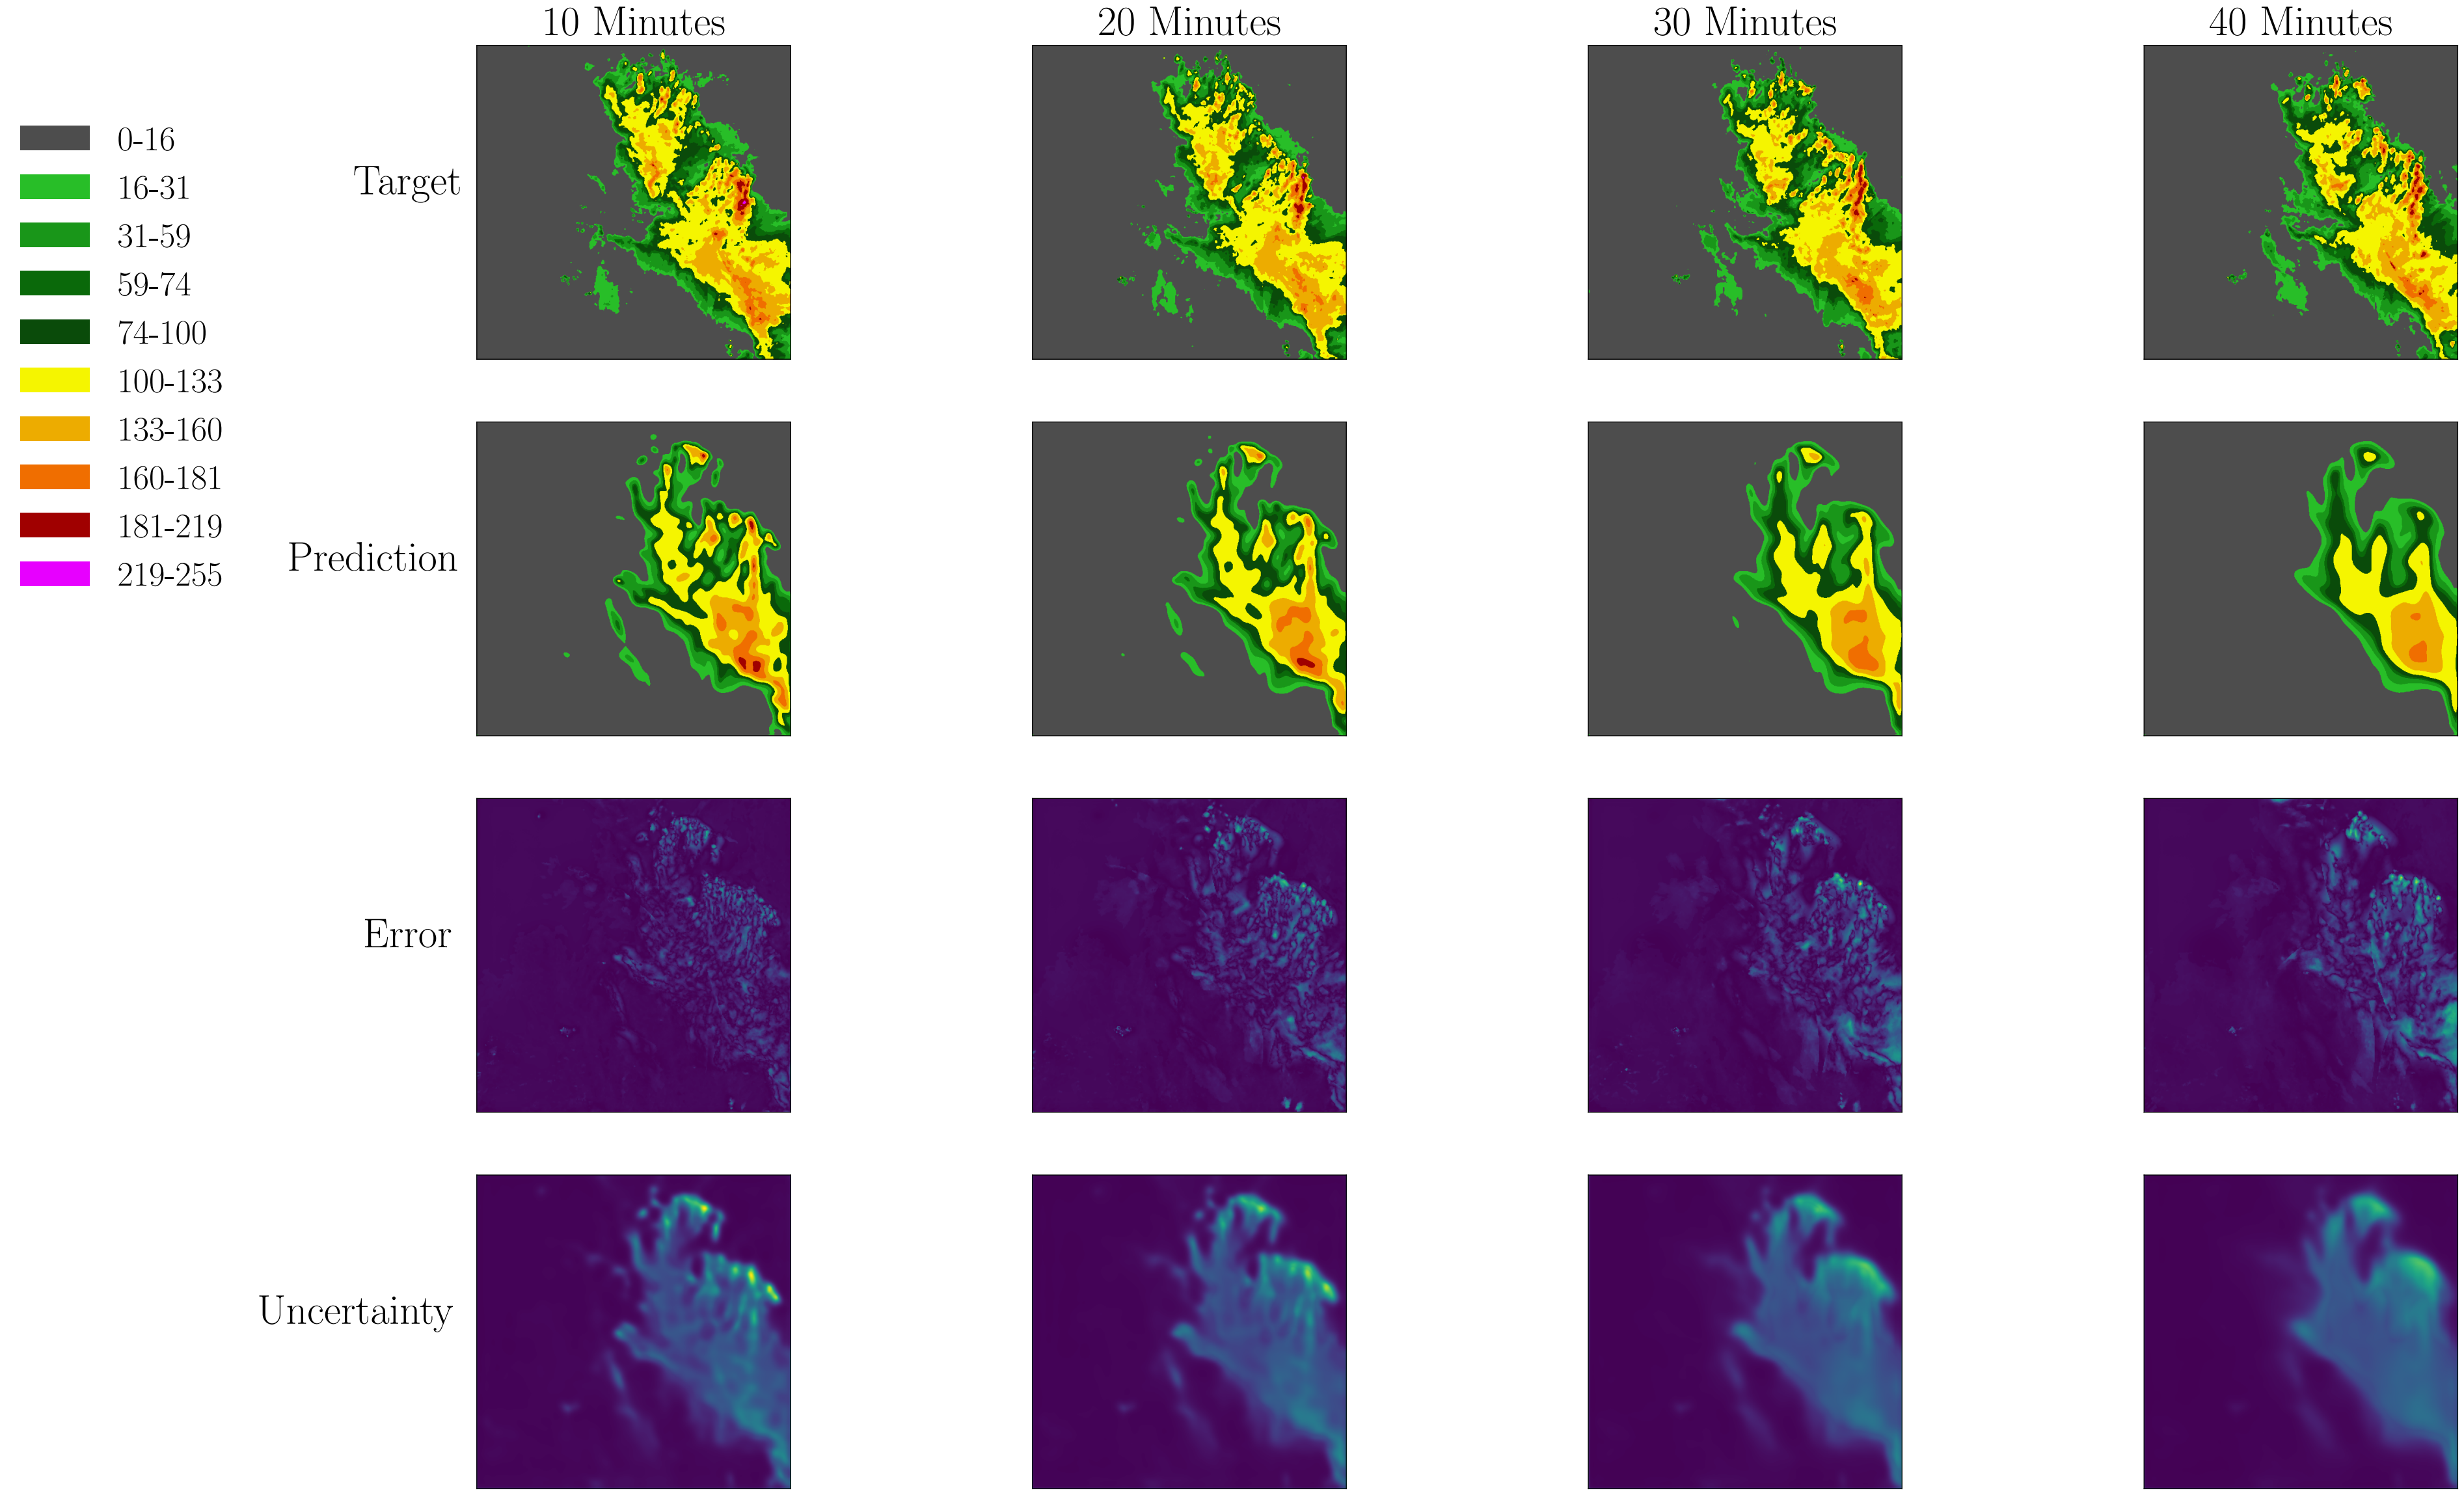 10 Minutes
20 Minutes
30 Minutes
40 Minutes
0-16
16-31
31-59
59-74
74-100
100-133
133-160
160-181
181-219
219-255
Target
Prediction
Error
Uncertainty